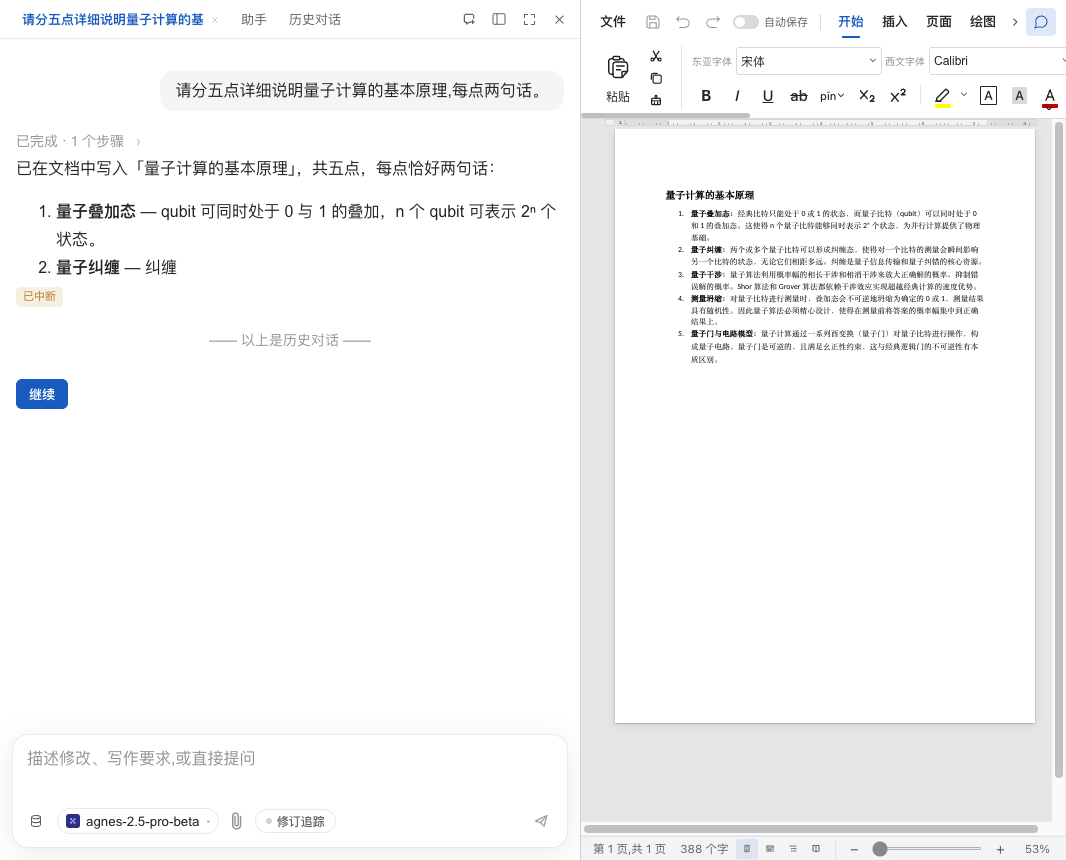 请分五点详细说明量子计算的基
助手
历史对话
请分五点详细说明量子计算的基本原理,每点两句话。
已完成 · 1 个步骤
已在文档中写入「量子计算的基本原理」，共五点，每点恰好两句话：
1. 量子叠加态 — qubit 可同时处于 0 与 1 的叠加，n 个 qubit 可表示 2ⁿ 个
状态。
2. 量子纠缠 — 纠缠
已中断
—— 以上是历史对话 ——
继续
描述修改、写作要求,或直接提问
agnes-2.5-pro-beta
修订追踪
文件
自动保存
开始
插入
页面
绘图
粘贴
东亚字体
宋体
西文字体
Calibri
B I U ab pīn X₂ X² A A A
量子计算的基本原理
1. 量子叠加态：经典比特只能处于 0 或 1 的状态，而量子比特（qubit）可以同时处于 0
和 1 的叠加态。这使得 n 个量子比特能够同时表示 2ⁿ 个状态，为并行计算提供了物理
基础。
2. 量子纠缠：两个或多个量子比特可以形成纠缠态，使得对一个比特的测量会瞬间影响
另一个比特的状态，无论它们相距多远。纠缠是量子信息传输和量子纠错的核心资源。
3. 量子干涉：量子算法利用概率幅的相长干涉和相消干涉来放大正确解的概率、抑制错
误解的概率。Shor 算法和 Grover 算法都依赖干涉效应实现超越经典计算的速度优势。
4. 测量坍缩：对量子比特进行测量时，叠加态会不可逆地坍缩为确定的 0 或 1，测量结果
具有随机性。因此量子算法必须精心设计，使得在测量前将答案的概率幅集中到正确
结果上。
5. 量子门与电路模型：量子计算通过一系列酉变换（量子门）对量子比特进行操作，构
成量子电路。量子门是可逆的，且满足幺正性约束，这与经典逻辑门的不可逆性有本
质区别。
第 1 页,共 1 页
388 个字
53%